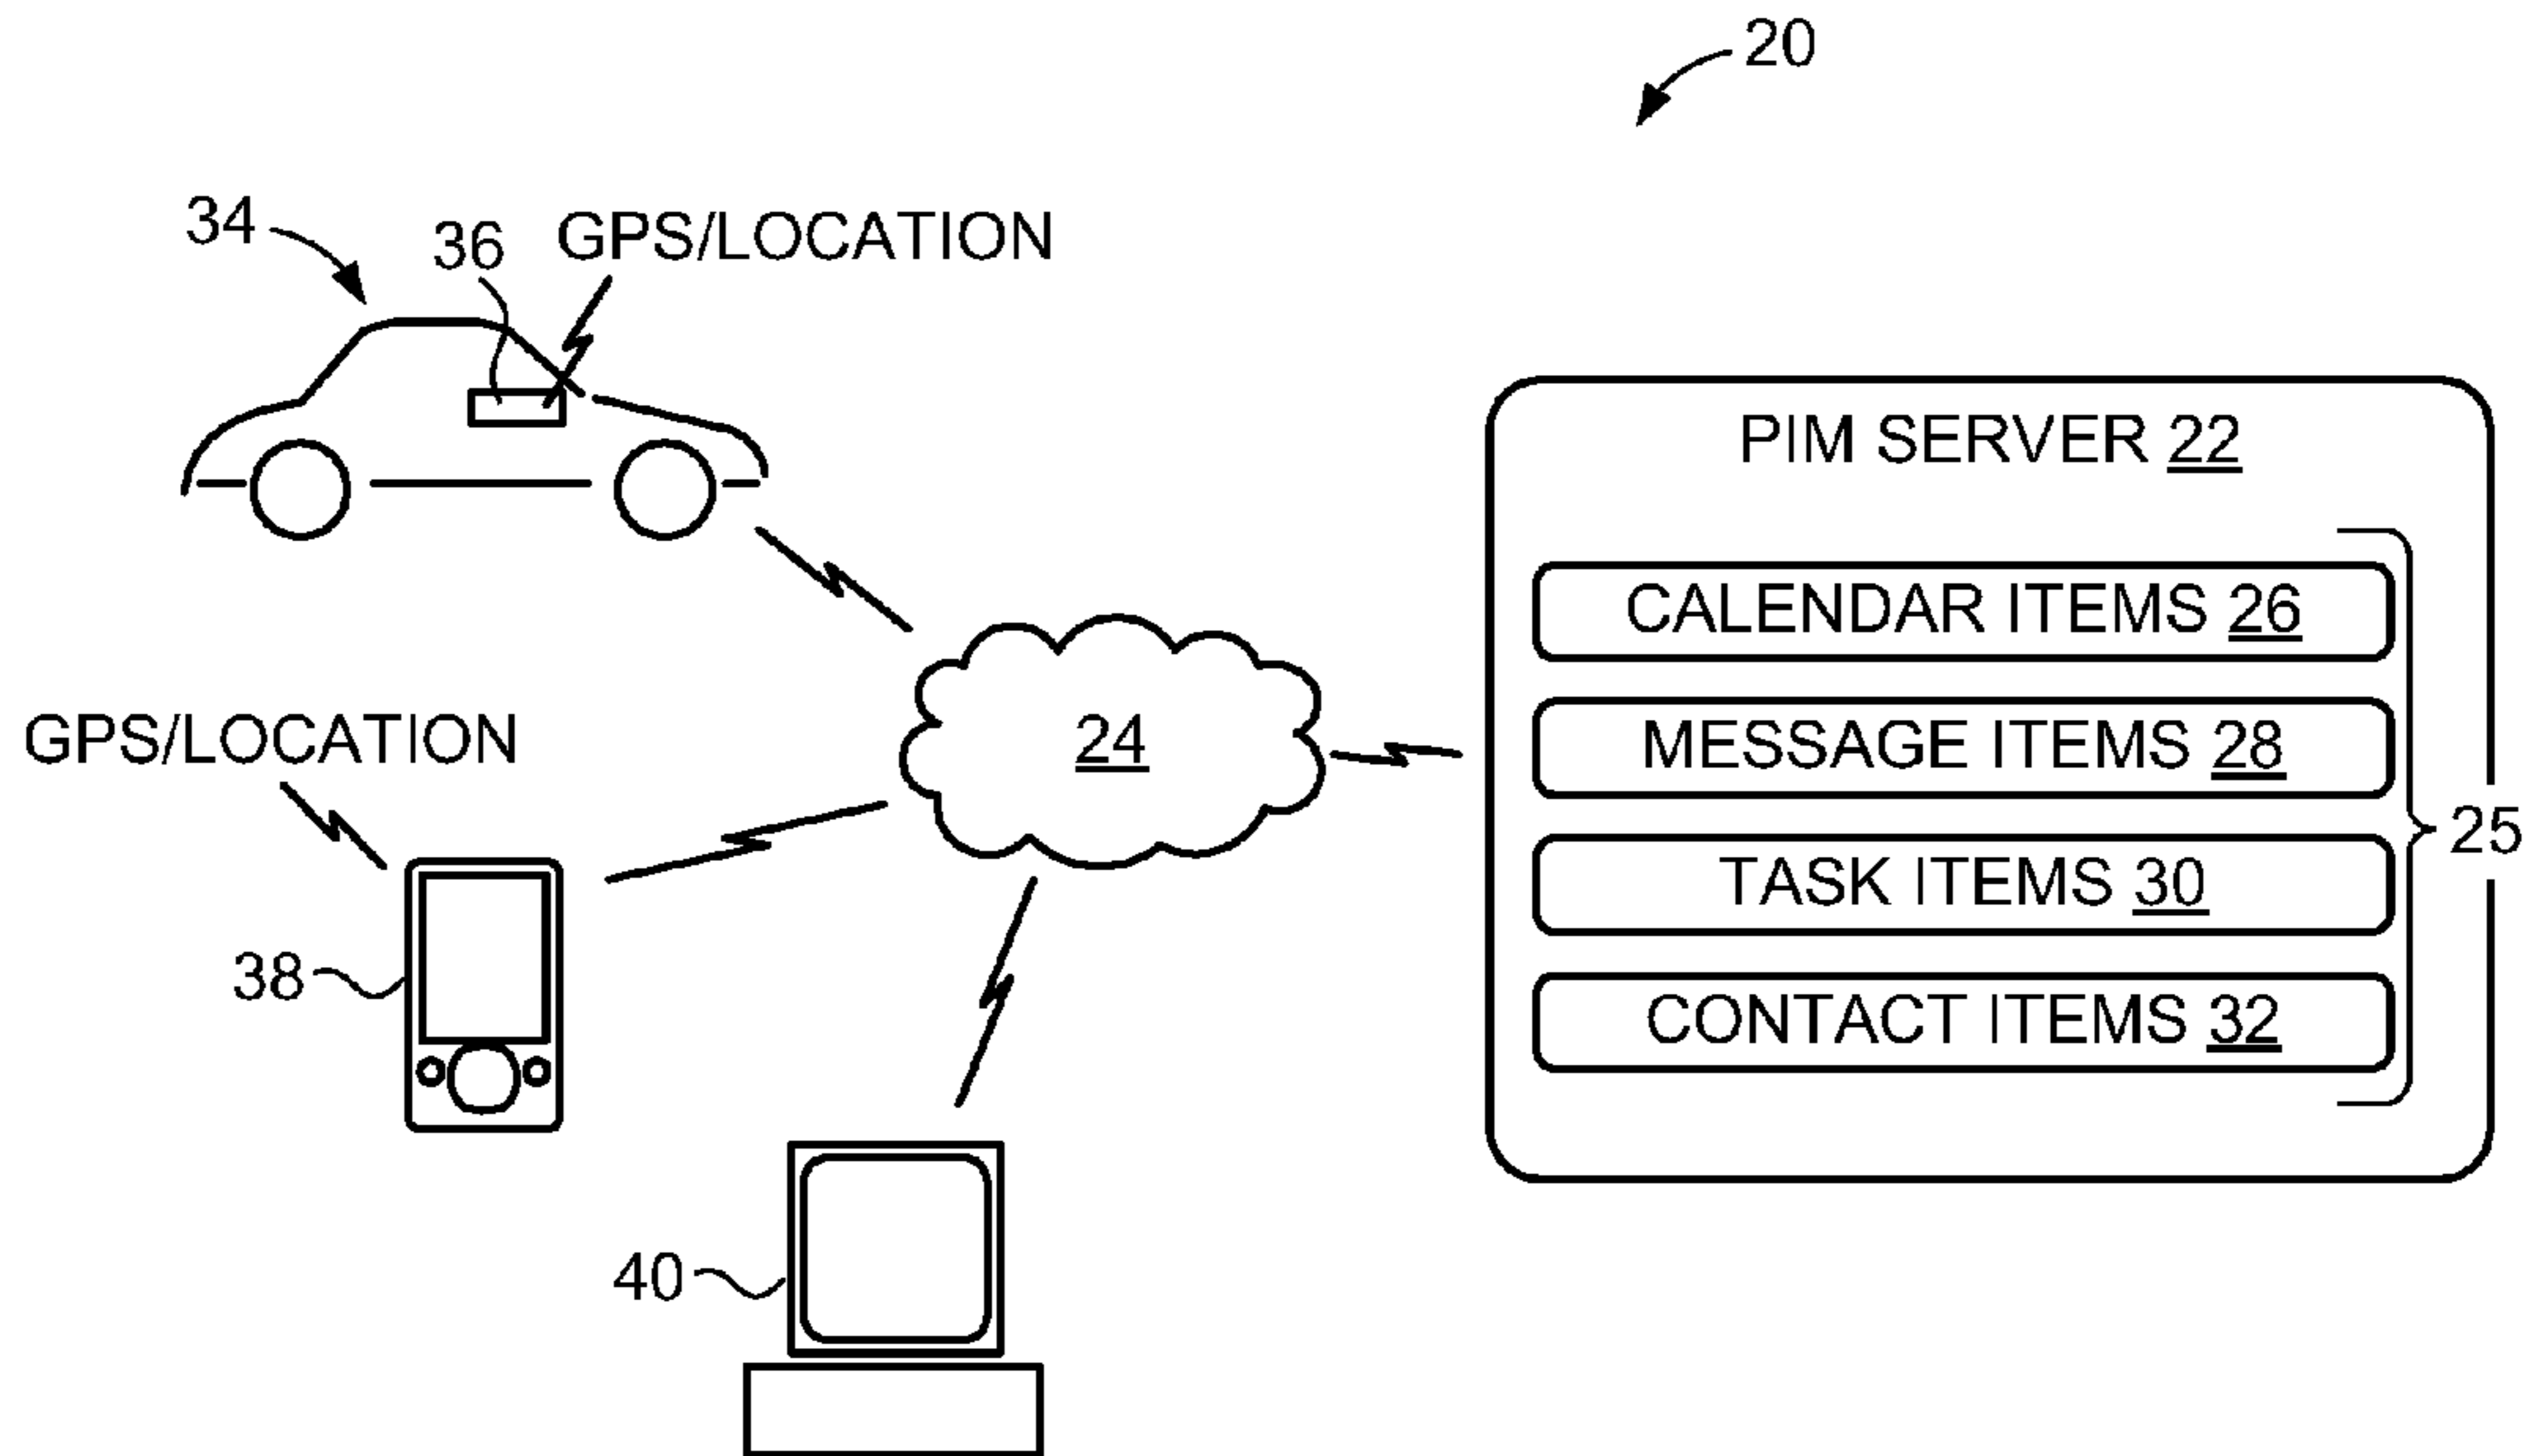 20
34
36
GPS/LOCATION
PIM SERVER 22
CALENDAR ITEMS 26
MESSAGE ITEMS 28
TASK ITEMS 30
CONTACT ITEMS 32
25
24
GPS/LOCATION
38
40